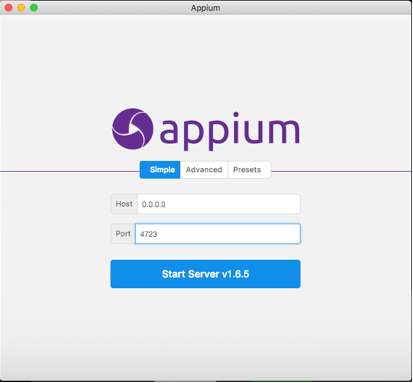 Appium
appium
Simple Advanced Presets
Host 0.0.0.0
Port 4723
Start Server v1.6.5